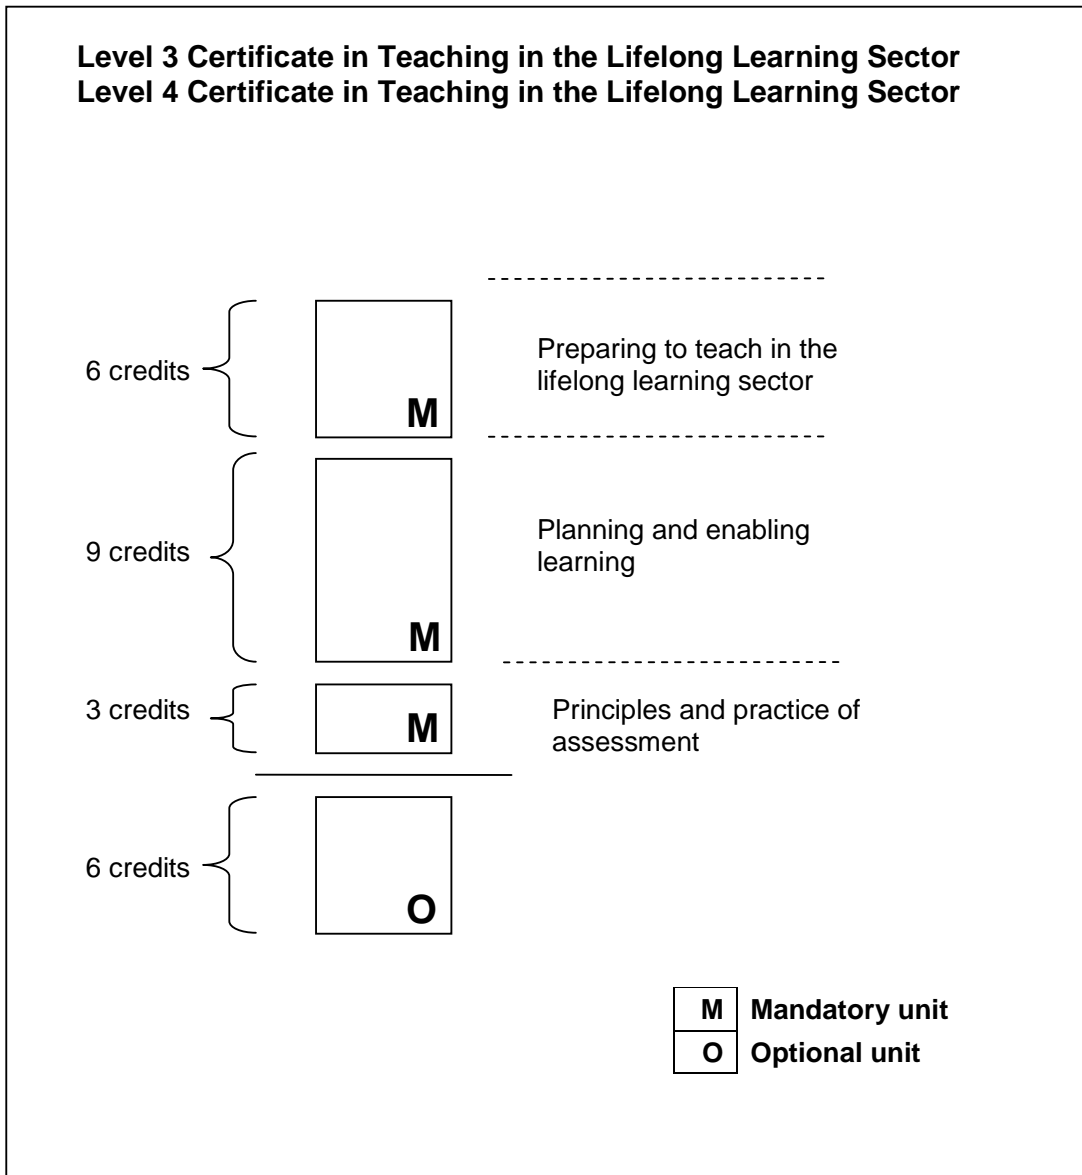 Level 3 Certificate in Teaching in the Lifelong Learning Sector
Level 4 Certificate in Teaching in the Lifelong Learning Sector
6 credits
M
Preparing to teach in the
lifelong learning sector
9 credits
M
Planning and enabling
learning
3 credits
M
Principles and practice of
assessment
6 credits
O
M Mandatory unit
O Optional unit